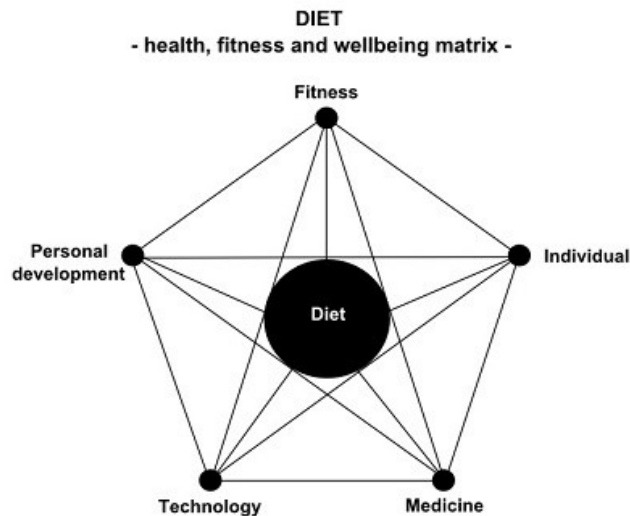 DIET
- health, fitness and wellbeing matrix -
Fitness
Personal
development
Individual
Diet
Technology
Medicine